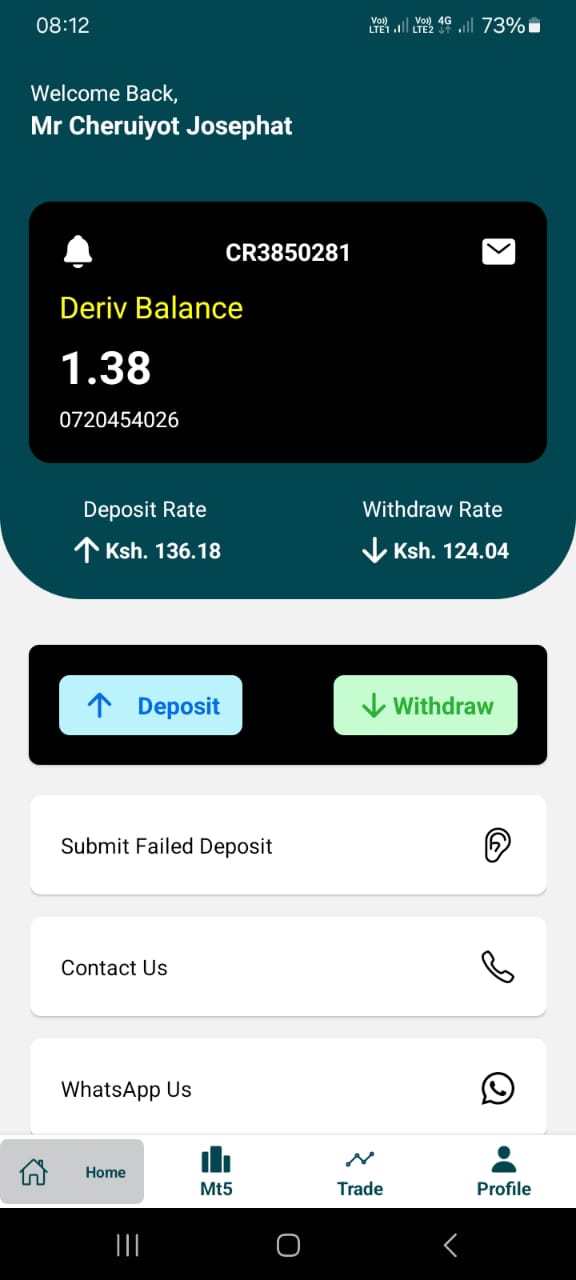 08:12
Vo) LTE1 Vo) LTE2 4G 73%
Welcome Back,
Mr Cheruiyot Josephat
CR3850281
Deriv Balance
1.38
0720454026
Deposit Rate
Withdraw Rate
Ksh. 136.18
Ksh. 124.04
Deposit
Withdraw
Submit Failed Deposit
Contact Us
WhatsApp Us
Home
Mt5
Trade
Profile